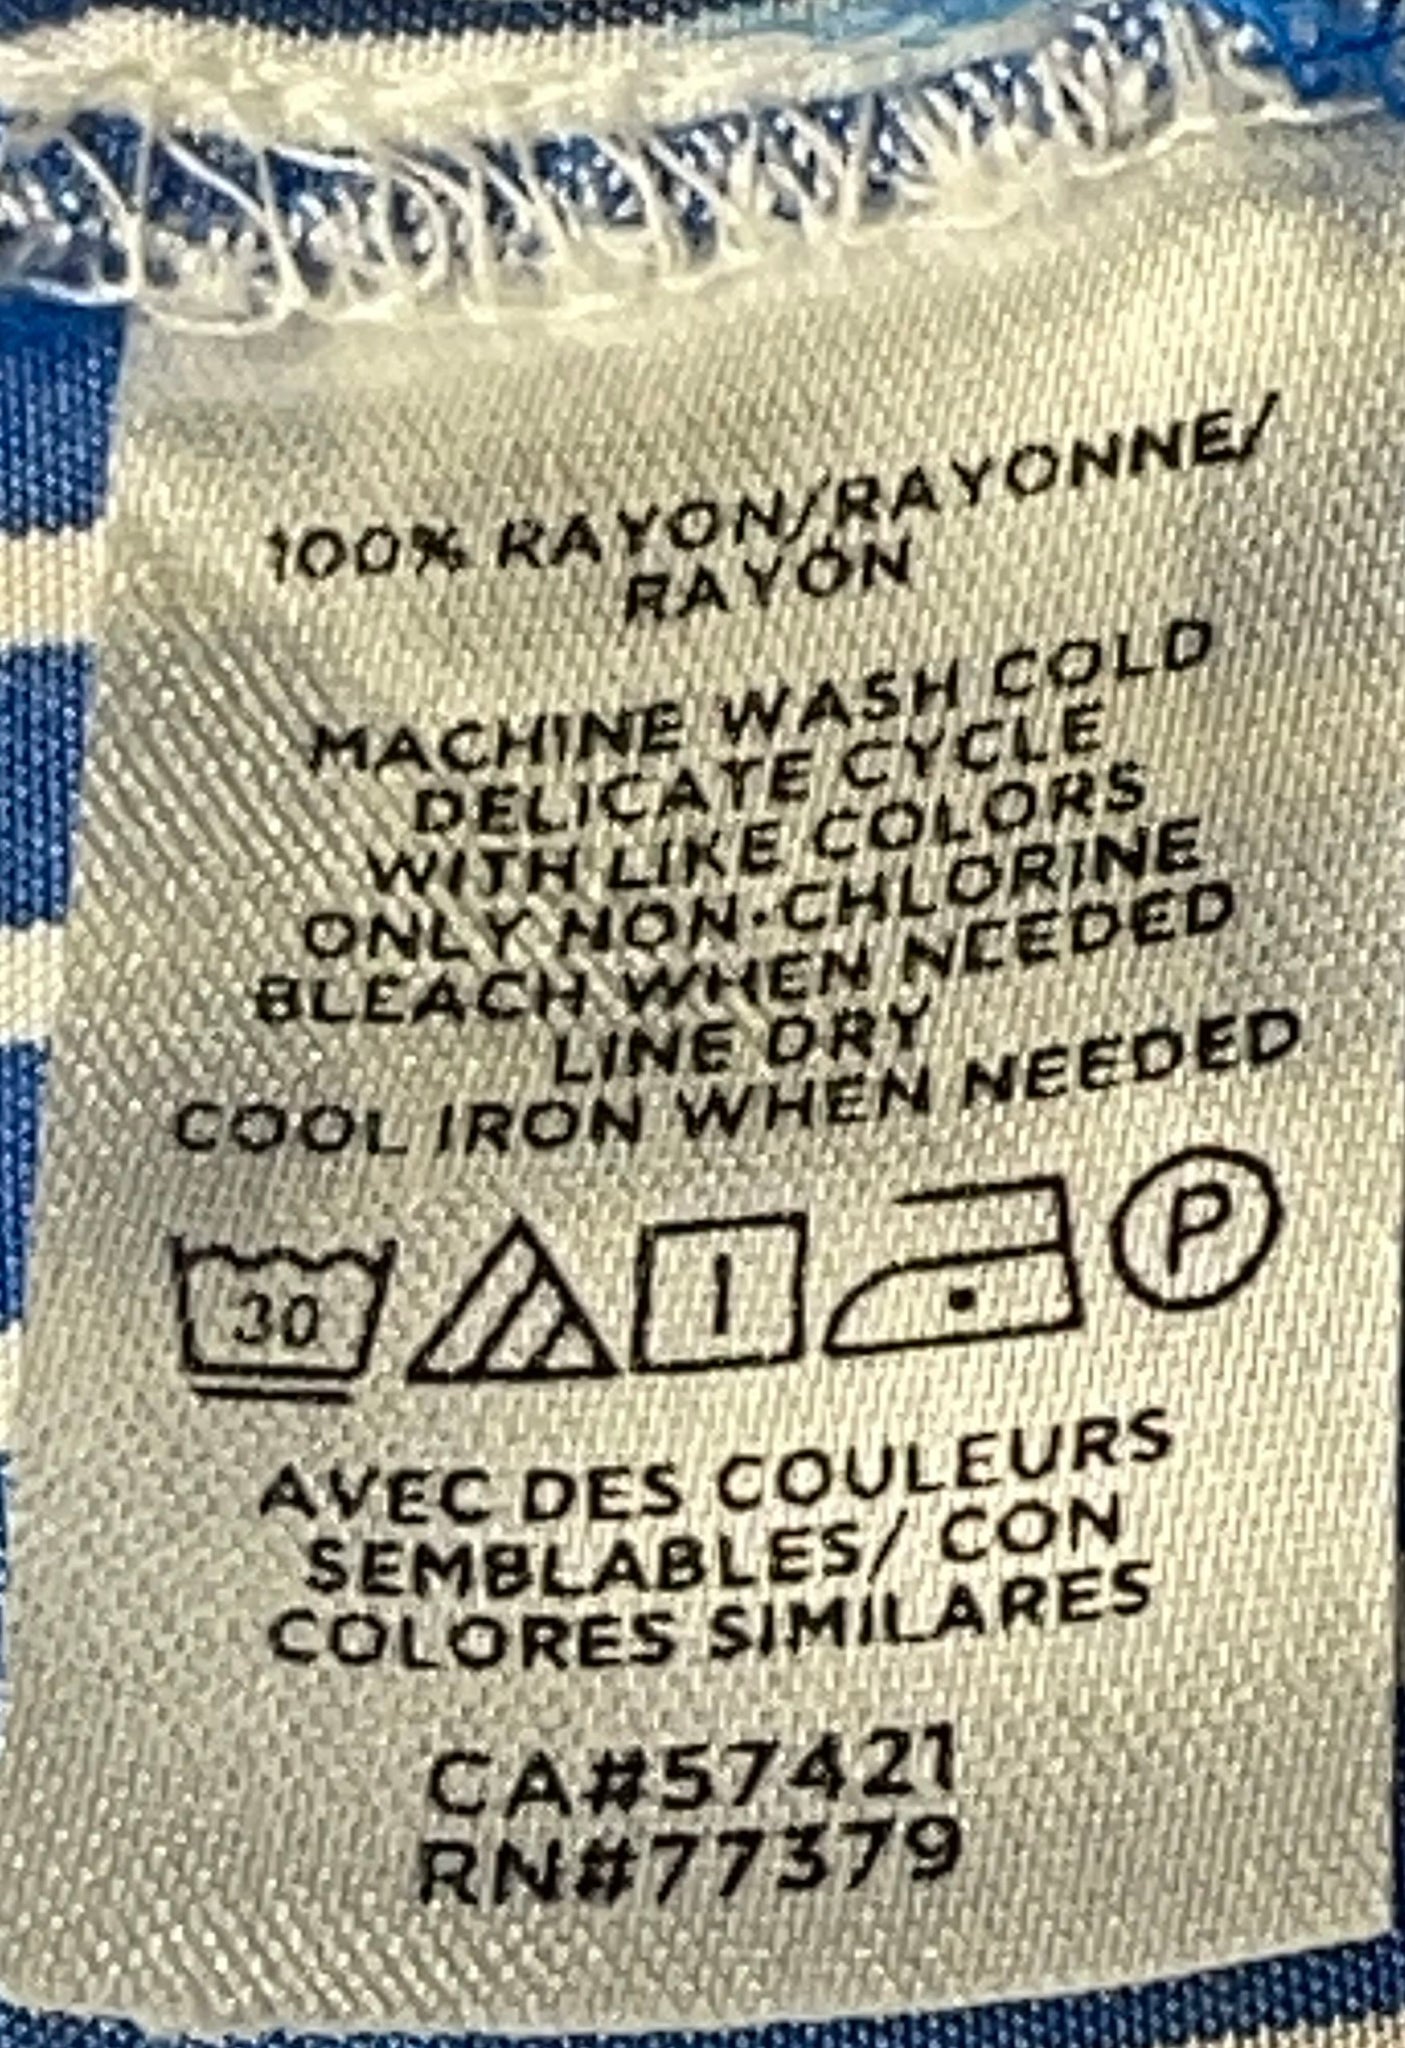 100% RAYON/RAYONNE/
RAYÓN
MACHINE WASH COLD
DELICATE CYCLE
WITH LIKE COLORS
ONLY NON-CHLORINE
BLEACH WHEN NEEDED
LINE DRY
COOL IRON WHEN NEEDED
30 P
AVEC DES COULEURS
SEMBLABLES/ CON
COLORES SIMILARES
CA#57421
RN#77379